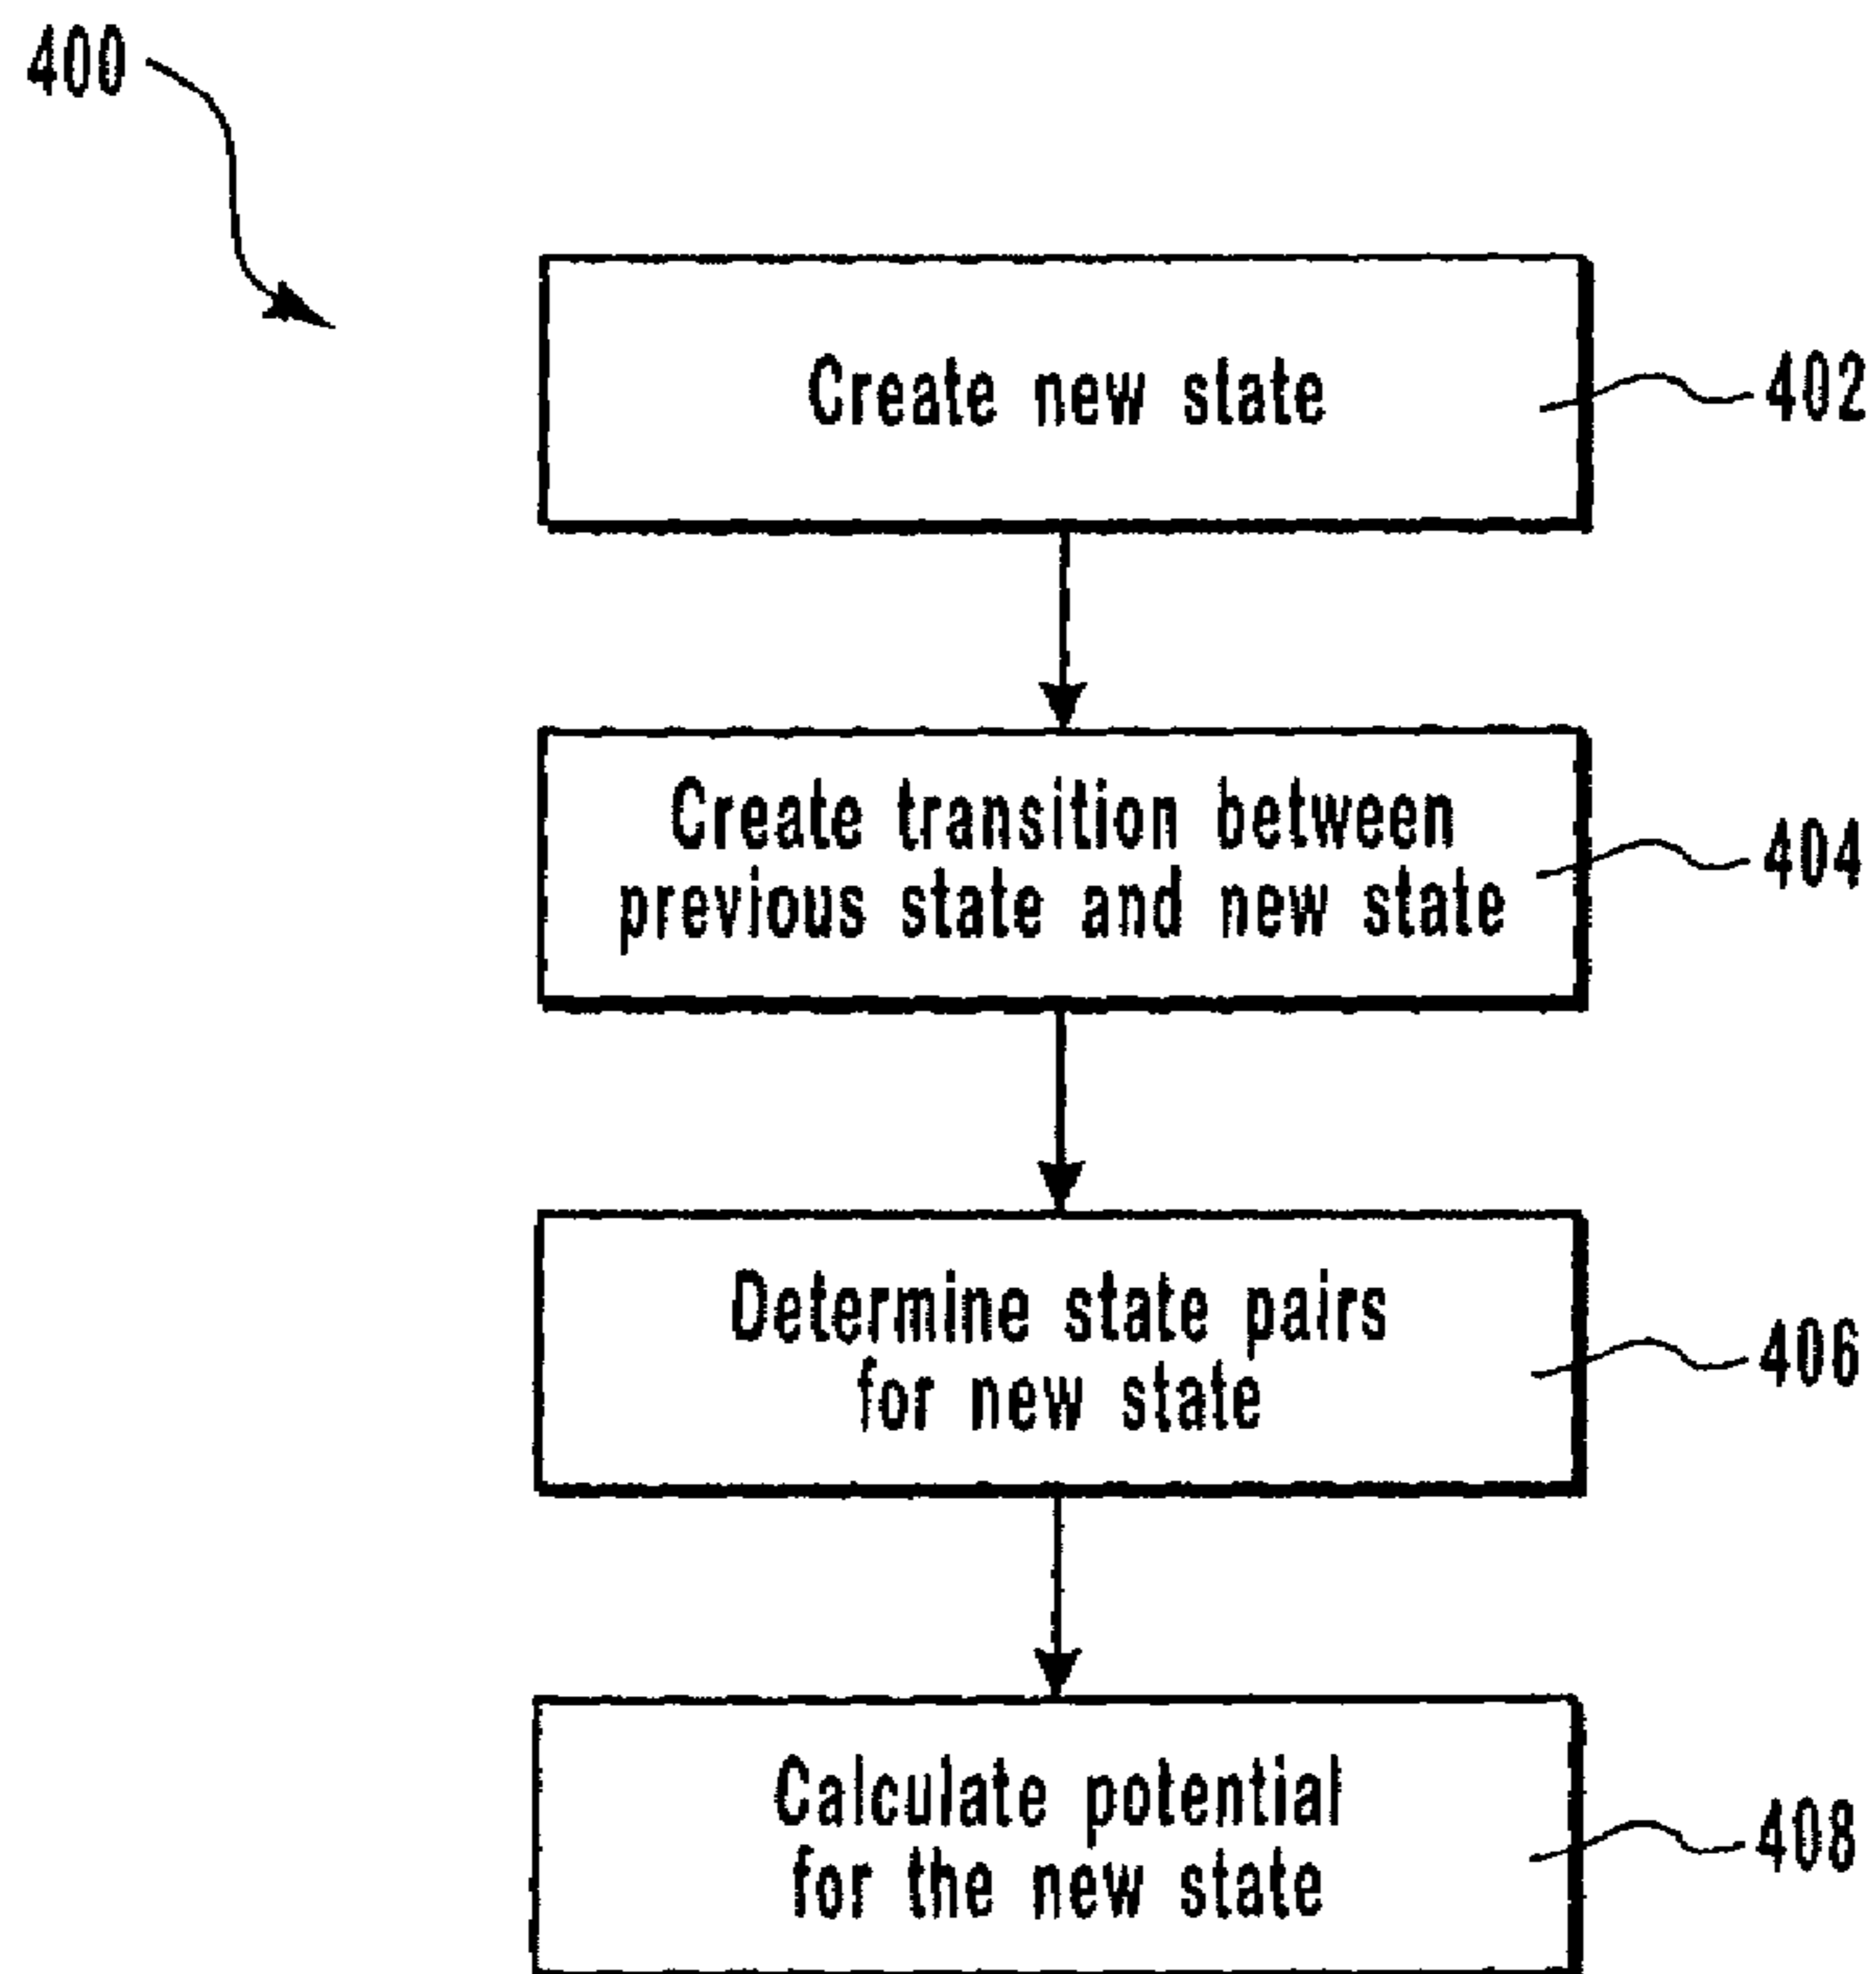 400
Create new state
402
Create transition between
previous state and new state
404
Determine state pairs
for new state
406
Calculate potential
for the new state
408